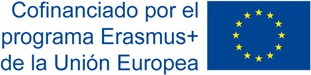 Cofinanciado por el
programa Erasmus+
de la Unión Europea